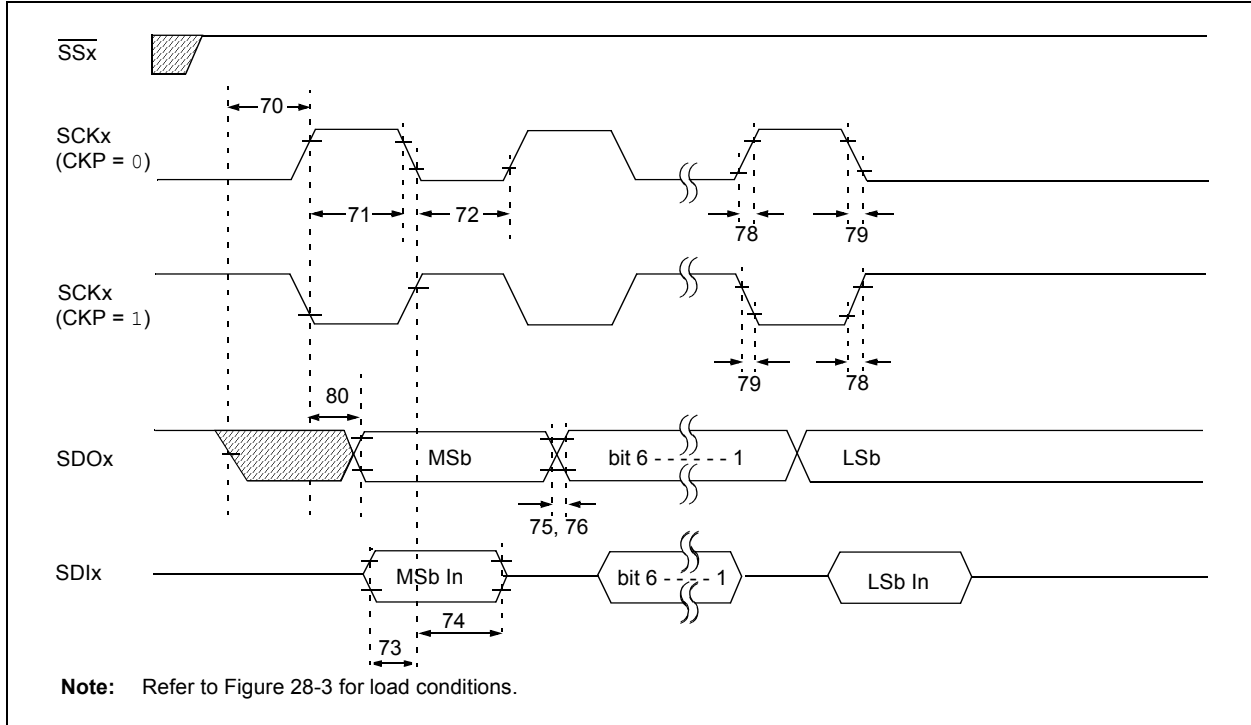 SSx
70
SCKx
(CKP = 0)
71
72
78
79
SCKx
(CKP = 1)
79
78
80
SDOx
MSb
bit 6 - - - - - - 1
LSb
75, 76
SDIx
MSb In
bit 6 - - - - 1
LSb In
74
73
Note: Refer to Figure 28-3 for load conditions.